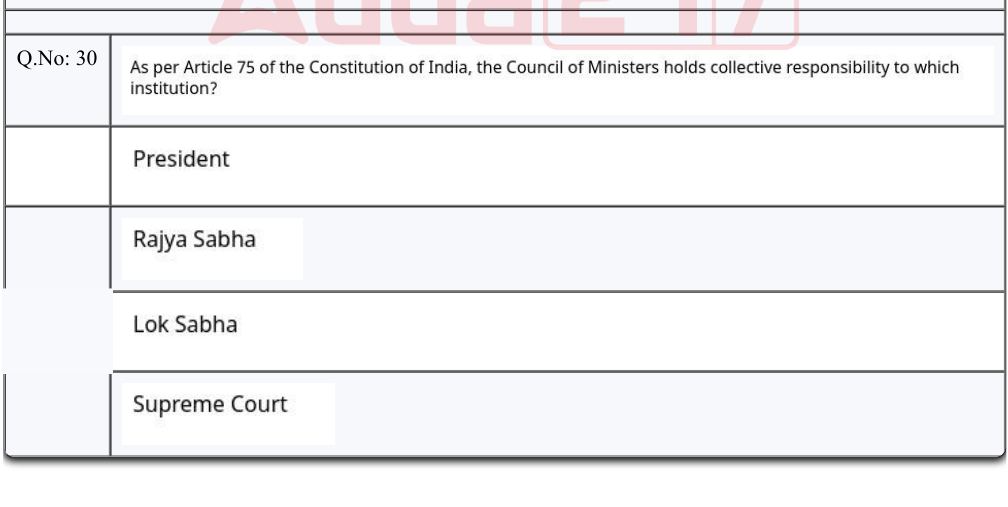 Q.No: 30
As per Article 75 of the Constitution of India, the Council of Ministers holds collective responsibility to which
institution?
President
Rajya Sabha
Lok Sabha
Supreme Court